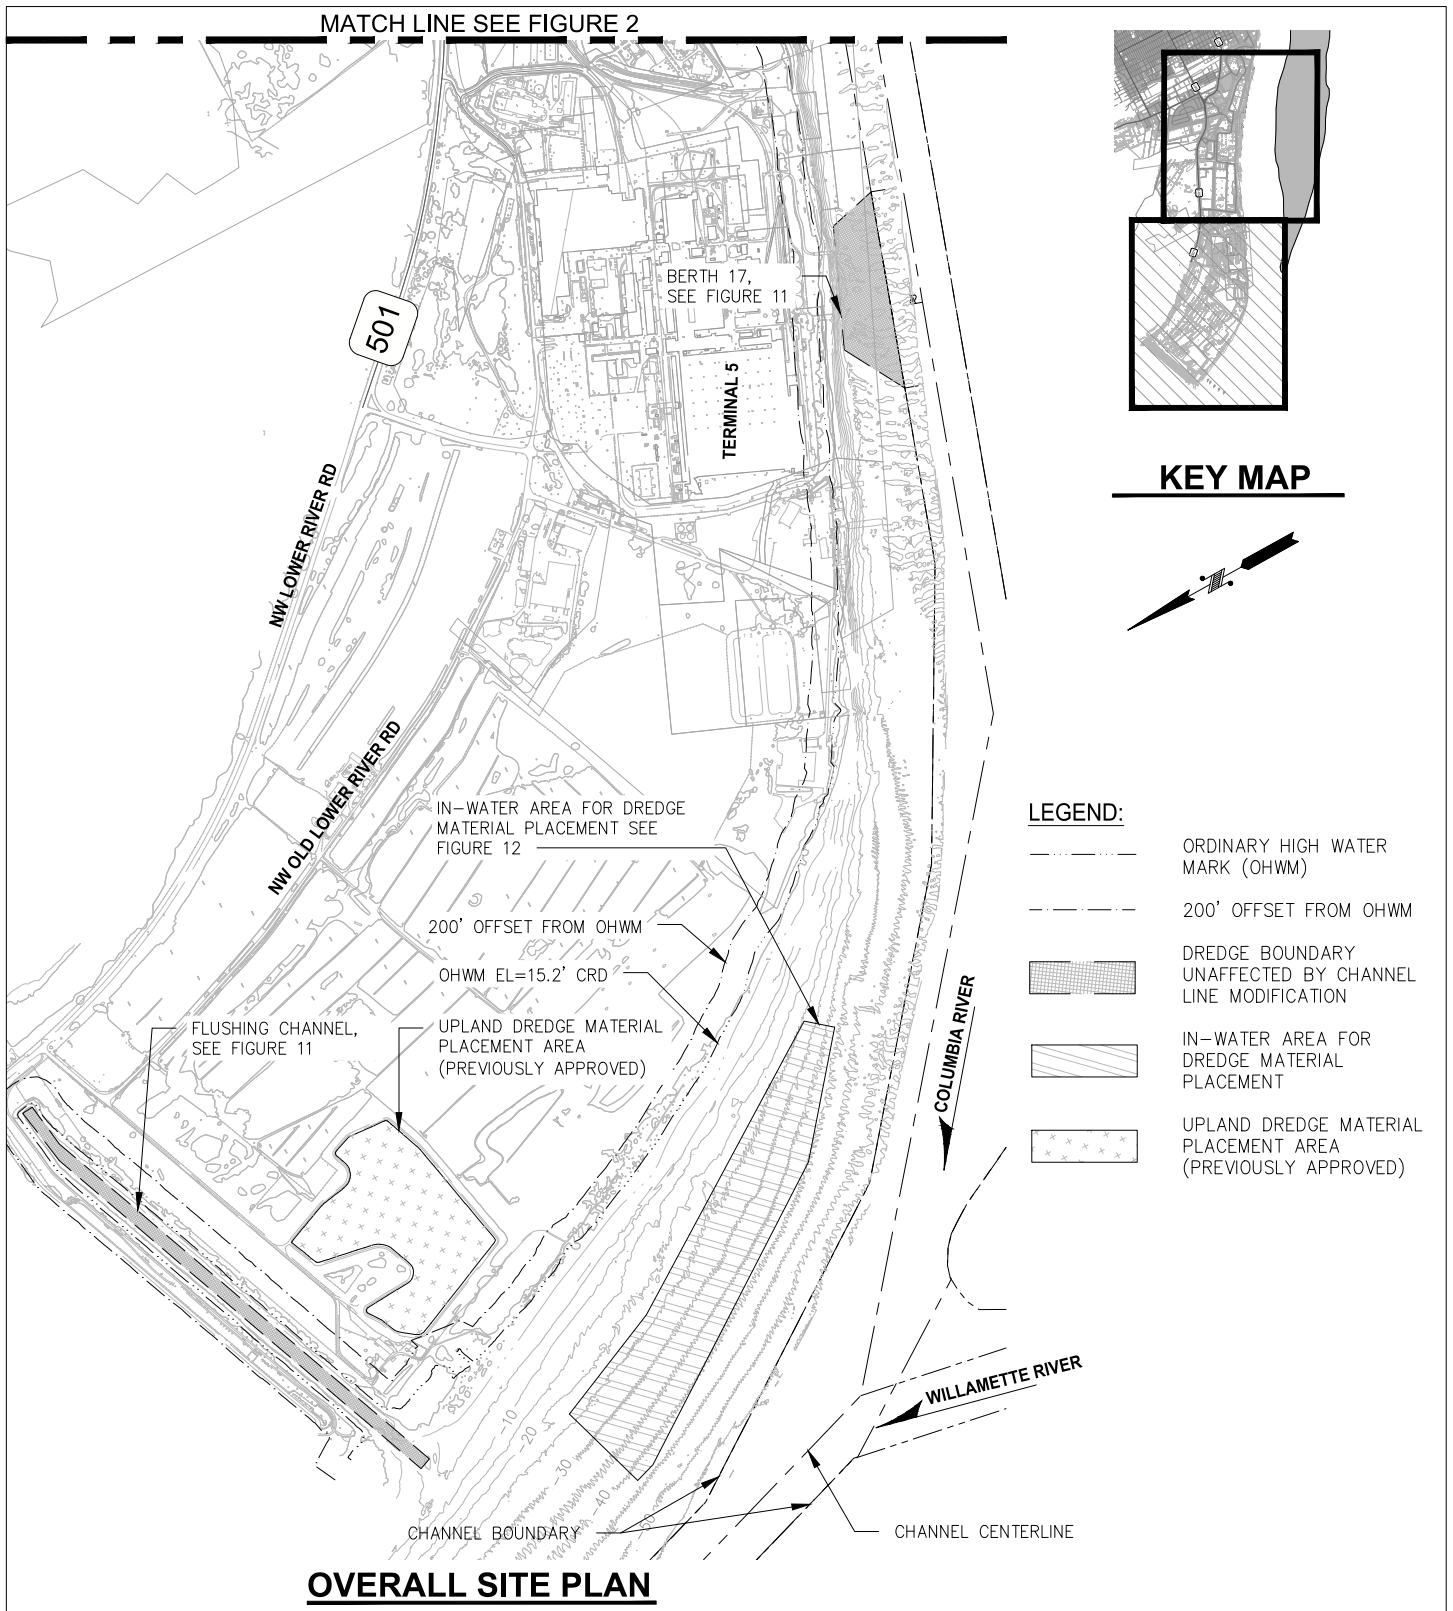 MATCH LINE SEE FIGURE 2
BERTH 17,
SEE FIGURE 11
501
TERMINAL 5
NW LOWER RIVER RD
NW OLD LOWER RIVER RD
IN-WATER AREA FOR DREDGE
MATERIAL PLACEMENT SEE
FIGURE 12
200' OFFSET FROM OHWM
OHWM EL=15.2' CRD
FLUSHING CHANNEL,
SEE FIGURE 11
UPLAND DREDGE MATERIAL
PLACEMENT AREA
(PREVIOUSLY APPROVED)
COLUMBIA RIVER
WILLAMETTE RIVER
-10
-20
-30
-40
-50
CHANNEL BOUNDARY
CHANNEL CENTERLINE
OVERALL SITE PLAN
KEY MAP
LEGEND:
ORDINARY HIGH WATER
MARK (OHWM)
200' OFFSET FROM OHWM
DREDGE BOUNDARY
UNAFFECTED BY CHANNEL
LINE MODIFICATION
IN-WATER AREA FOR
DREDGE MATERIAL
PLACEMENT
UPLAND DREDGE MATERIAL
PLACEMENT AREA
(PREVIOUSLY APPROVED)